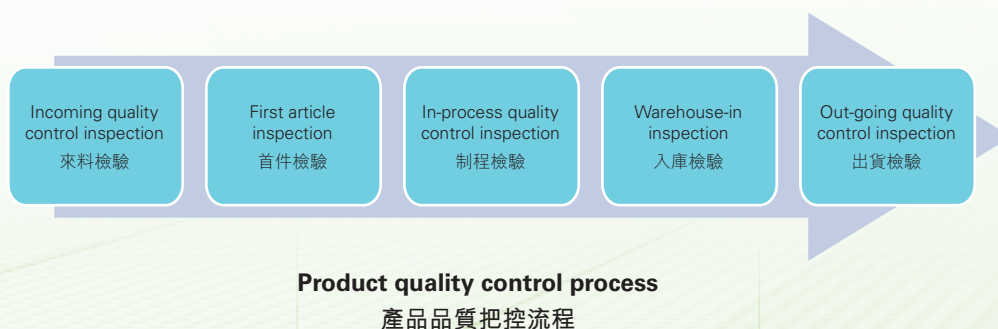 Incoming quality
control inspection
來料檢驗
First article
inspection
首件檢驗
In-process quality
control inspection
制程檢驗
Warehouse-in
inspection
入庫檢驗
Out-going quality
control inspection
出貨檢驗
Product quality control process
產品品質把控流程